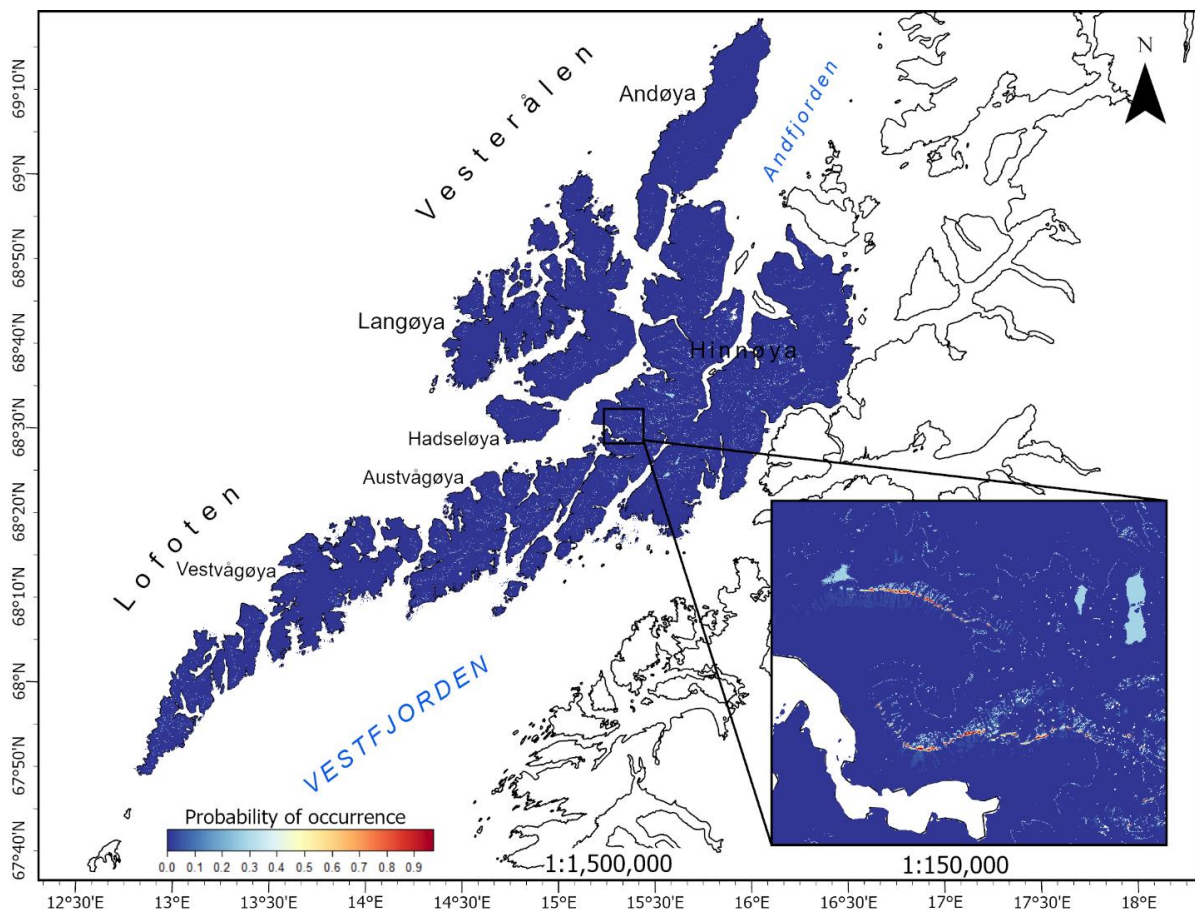 N
69°10'N
Andøya
Vesterålen
Andfjorden
69°N
68°50'N
Langøya
68°40'N
Hinnøya
68°30'N
Hadseløya
Austvågøya
68°20'N
Lofoten
Vestvågøya
68°10'N
68°N
VESTFJORDEN
67°50'N
Probability of occurrence
0.0 0.1 0.2 0.3 0.4 0.5 0.6 0.7 0.8 0.9
67°40'N
1:1,500,000
1:150,000
12°30'E 13°E 13°30'E 14°E 14°30'E 15°E 15°30'E 16°E 16°30'E 17°E 17°30'E 18°E